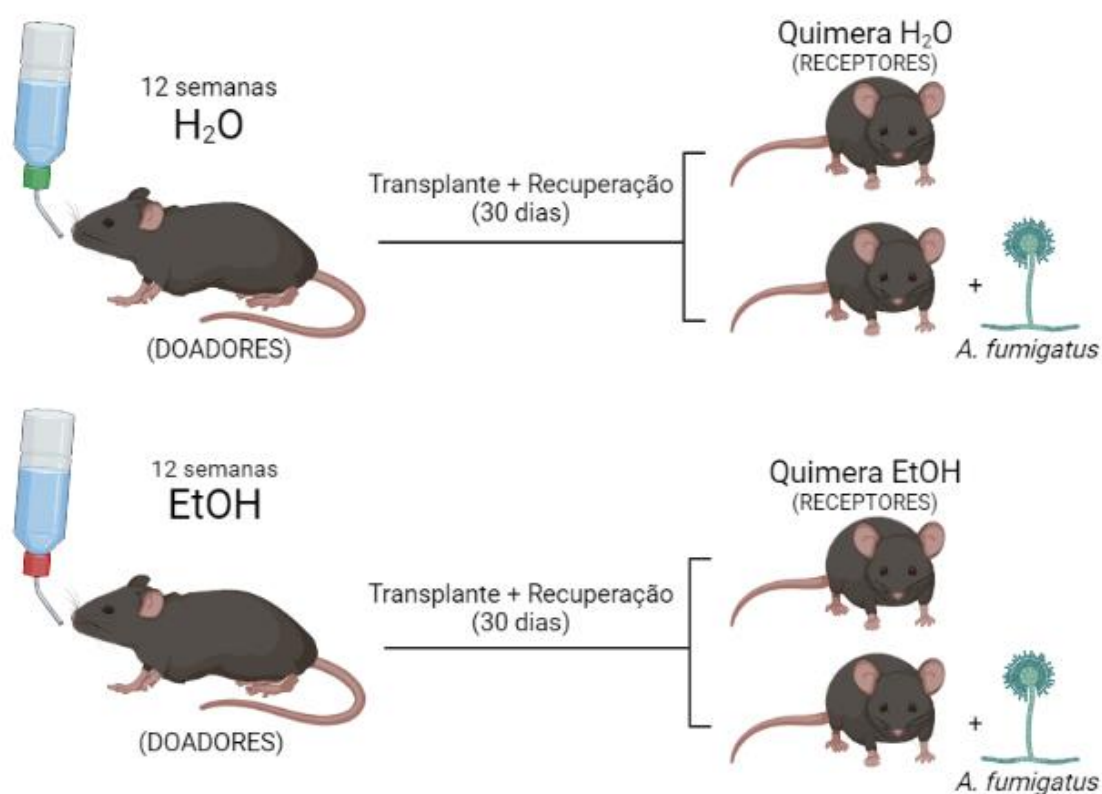 12 semanas
H₂O
(DOADORES)
Transplante + Recuperação
(30 dias)
Quimera H₂O
(RECEPTORES)
+
A. fumigatus
12 semanas
EtOH
(DOADORES)
Transplante + Recuperação
(30 dias)
Quimera EtOH
(RECEPTORES)
+
A. fumigatus